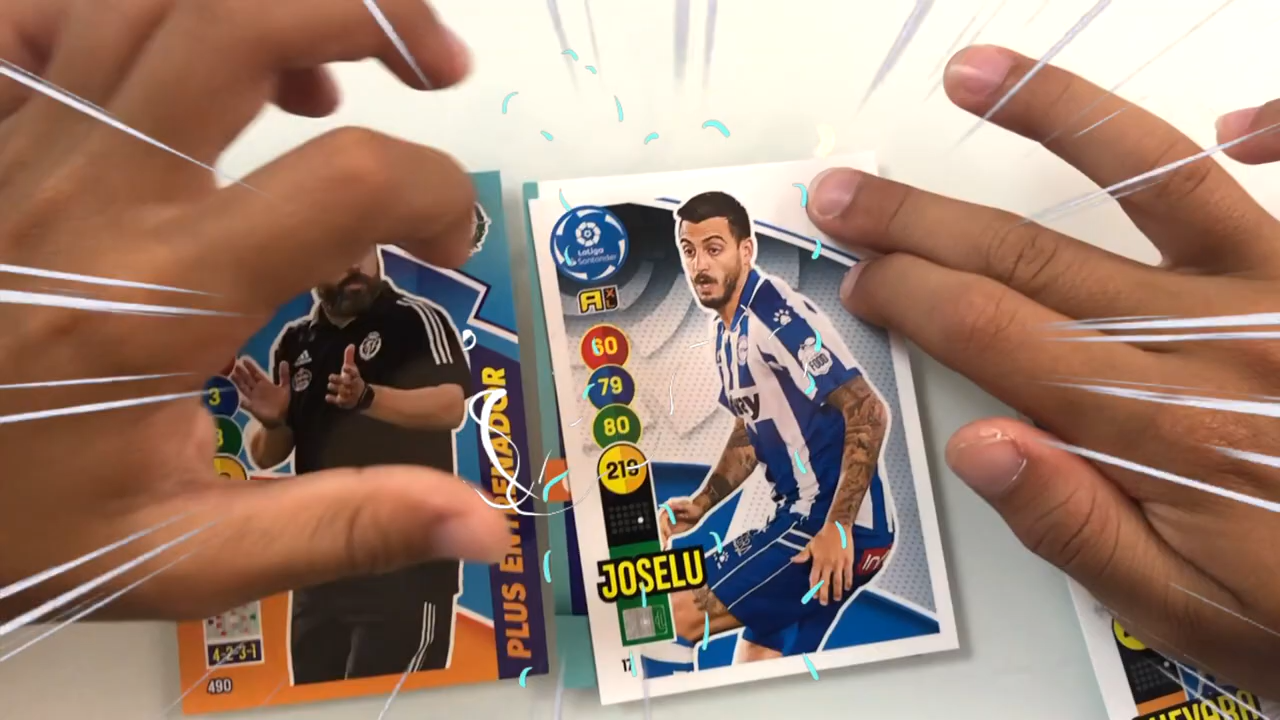 LaLiga
Santander
60
79
80
219
JOSELU
3
4-2-3-1
490
PLUS ENTRENADOR